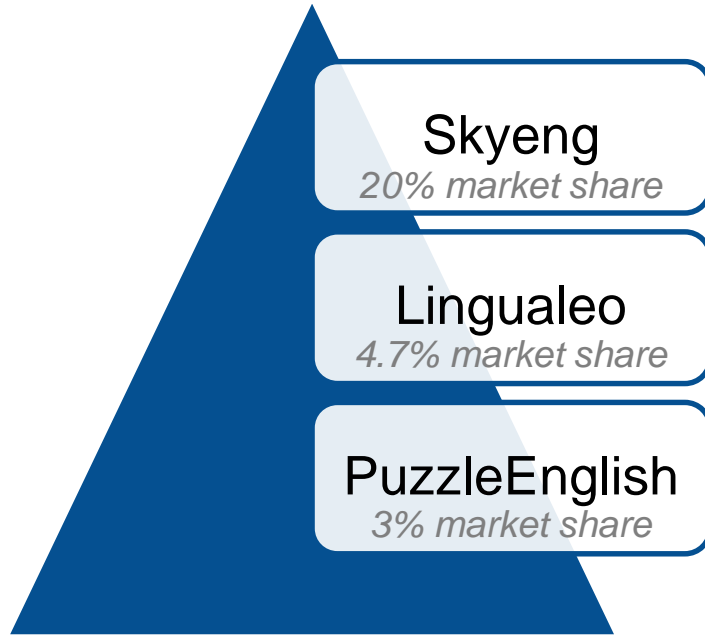 Skyeng
20% market share
Lingualeo
4.7% market share
PuzzleEnglish
3% market share